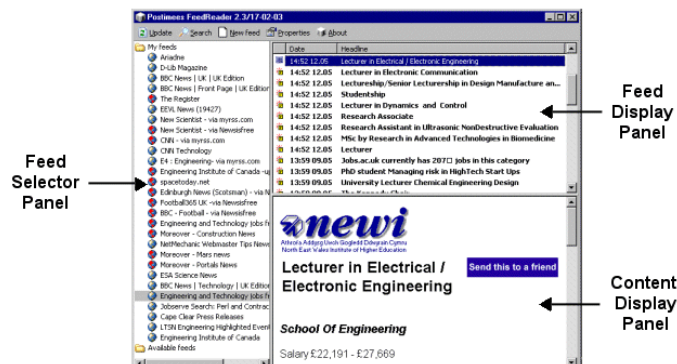 Postimees FeedReader 2.3/17-02-03
Update Search New feed Properties About
My feeds
Ariadne
D-Lib Magazine
BBC News | UK | UK Edition
BBC News | Front Page | UK Edition
The Register
EEVL News (19427)
New Scientist - via myrss.com
New Scientist - via Newsisfree
CNN - via myrss.com
CNN Technology
E4 : Engineering- via myrss.com
Engineering Institute of Canada -u
spacetoday.net
Edinburgh News (Scotsman) - via N
Football365 UK -via Newsisfree
BBC - Football - via Newsisfree
Engineering and Technology jobs fr
Moreover - Construction News
NetMechanic Webmaster Tips News
Moreover - Mars news
Moreover - Portals News
ESA Science News
BBC News | Technology | UK Edition
Engineering and Technology jobs fr
Jobserve Search: Perl and Contrac
Cape Clear Press Releases
LTSN Engineering Highlighted Event
Engineering Institute of Canada
Available feeds
Date Headline
14:52 12.05 Lecturer in Electrical / Electronic Engineering
14:52 12.05 Lecturer in Electronic Communication
14:52 12.05 Lectureship/Senior Lectureship in Design Manufacture an...
14:52 12.05 Studentship
14:52 12.05 Lecturer in Dynamics and Control
14:52 12.05 Research Associate
14:52 12.05 Research Assistant in Ultrasonic NonDestructive Evaluation
14:52 12.05 MSc by Research in Advanced Technologies in Biomedicine
14:52 12.05 Lecturer
13:59 09.05 Jobs.ac.uk currently has 207□ jobs in this category
13:59 09.05 PhD student Managing risk in HighTech Start Ups
13:59 09.05 University Lecturer Chemical Engineering Design
13:59 09.05 The Kennedy Chair
newi
Athrofa Addysg Uwch Gogledd Ddwyrain Cymru
North East Wales Institute of Higher Education
Lecturer in Electrical /
Electronic Engineering
Send this to a friend
School Of Engineering
Salary £22,191 - £27,669
Feed
Selector
Panel
Feed
Display
Panel
Content
Display
Panel